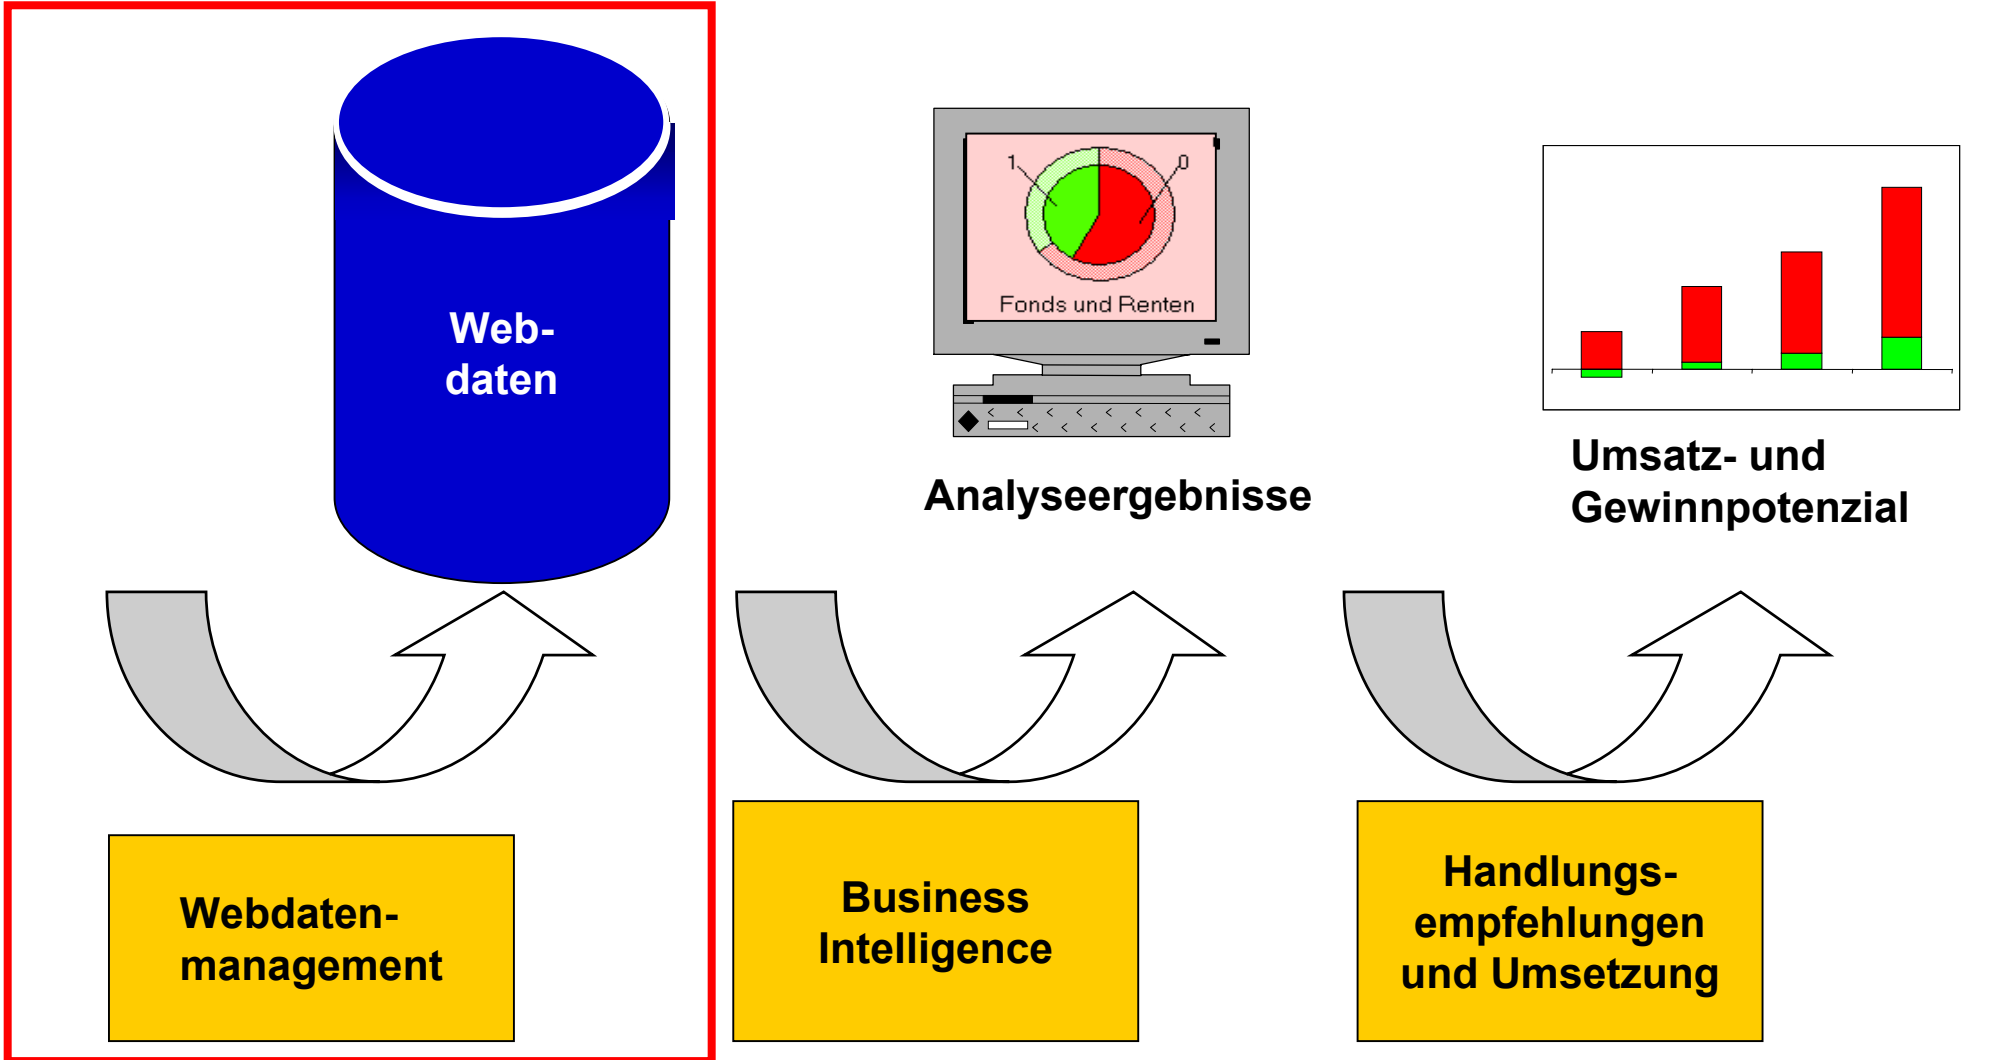 Web-
daten
1
0
Fonds und Renten
Analyseergebnisse
Umsatz- und
Gewinnpotenzial
Webdaten-
management
Business
Intelligence
Handlungs-
empfehlungen
und Umsetzung